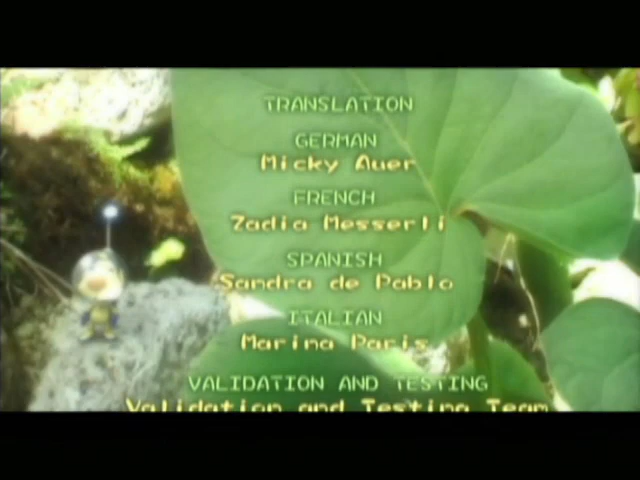 TRANSLATION
GERMAN
Micky Auer
FRENCH
Zadia Messerli
SPANISH
Sandra de Pablo
ITALIAN
Marina Paris
VALIDATION AND TESTING
Validation and Testing Team